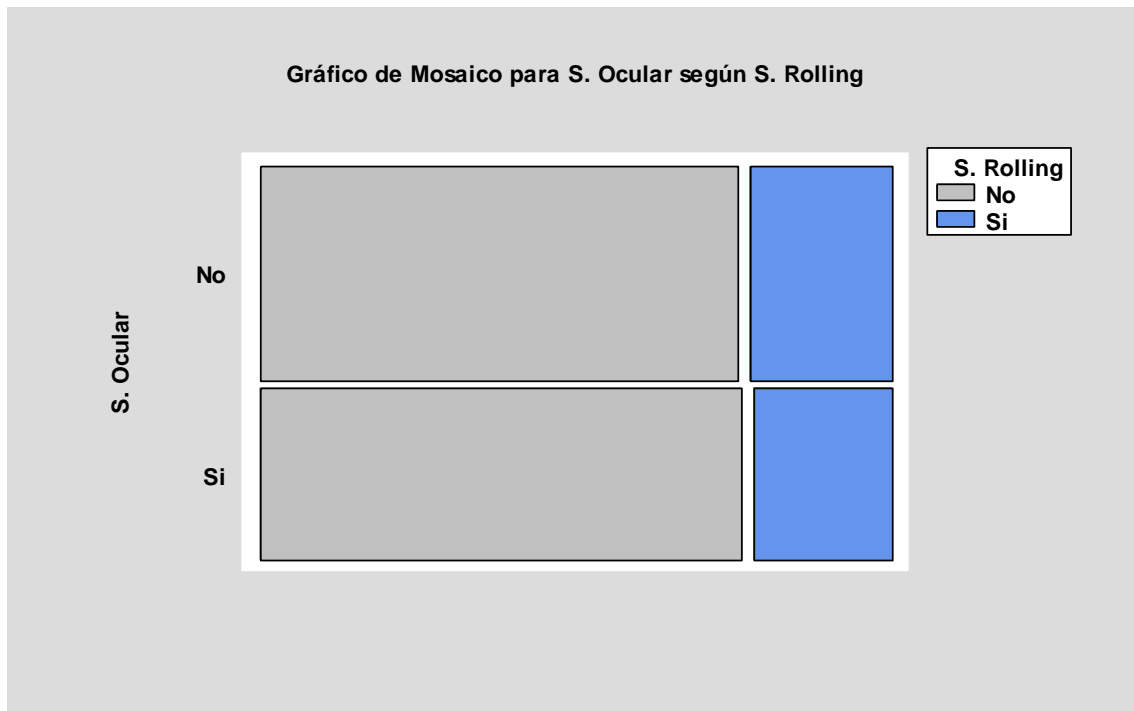 Gráfico de Mosaico para S. Ocular según S. Rolling
S. Rolling
No
Si
No
Si
S. Ocular